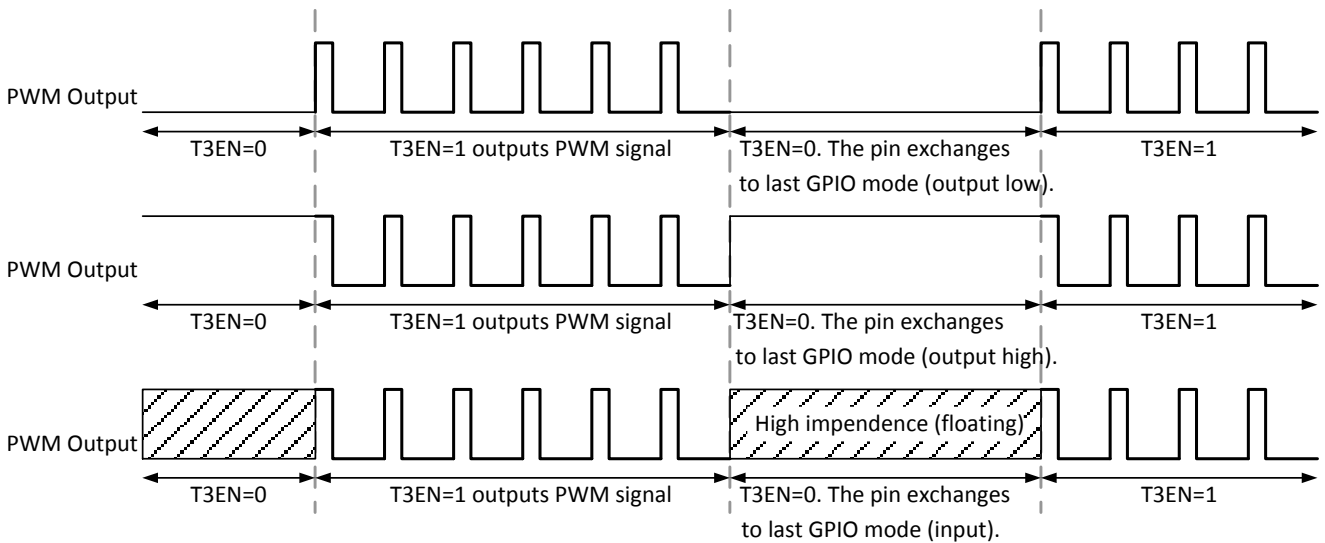 PWM Output
T3EN=0
T3EN=1 outputs PWM signal
T3EN=0. The pin exchanges
to last GPIO mode (output low).
T3EN=1
PWM Output
T3EN=0
T3EN=1 outputs PWM signal
T3EN=0. The pin exchanges
to last GPIO mode (output high).
T3EN=1
PWM Output
High impendence (floating)
T3EN=0
T3EN=1 outputs PWM signal
T3EN=0. The pin exchanges
to last GPIO mode (input).
T3EN=1